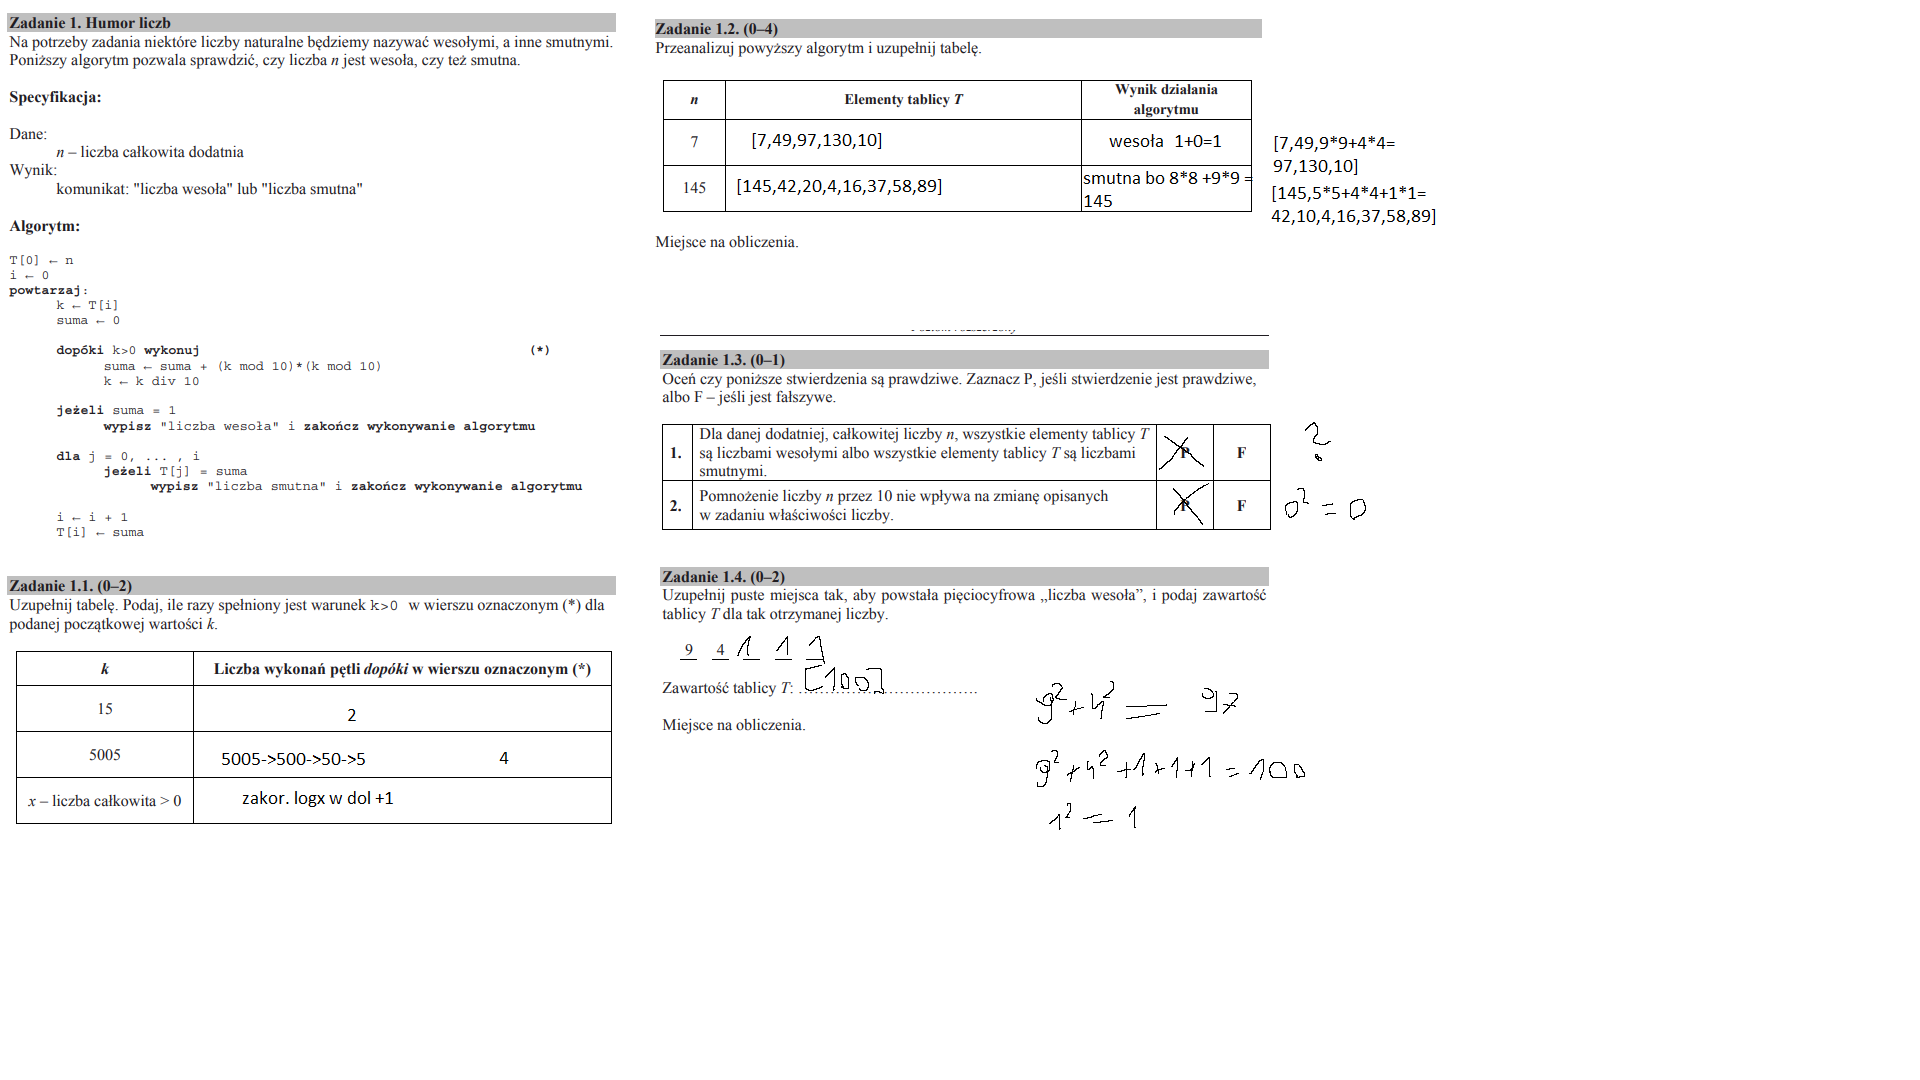 Zadanie 1. Humor liczb
Na potrzeby zadania niektóre liczby naturalne będziemy nazywać wesołymi, a inne smutnymi.
Poniższy algorytm pozwala sprawdzić, czy liczba n jest wesoła, czy też smutna.
Specyfikacja:
Dane:
n – liczba całkowita dodatnia
Wynik:
komunikat: "liczba wesoła" lub "liczba smutna"
Algorytm:
T[0] ← n
i ← 0
powtarzaj:
k ← T[i]
suma ← 0
dopóki k>0 wykonuj (*)
suma ← suma + (k mod 10)*(k mod 10)
k ← k div 10
jeżeli suma = 1
wypisz "liczba wesoła" i zakończ wykonywanie algorytmu
dla j = 0, ... , i
jeżeli T[j] = suma
wypisz "liczba smutna" i zakończ wykonywanie algorytmu
i ← i + 1
T[i] ← suma
Zadanie 1.1. (0–2)
Uzupełnij tabelę. Podaj, ile razy spełniony jest warunek k>0 w wierszu oznaczonym (*) dla
podanej początkowej wartości k.
k Liczba wykonań pętli dopóki w wierszu oznaczonym (*)
15 2
5005 5005->500->50->5 4
x – liczba całkowita > 0 zakor. logx w dol +1
Zadanie 1.2. (0–4)
Przeanalizuj powyższy algorytm i uzupełnij tabelę.
n Elementy tablicy T Wynik działania
algorytmu
7 [7,49,97,130,10] wesoła 1+0=1 [7,49,9*9+4*4=
97,130,10]
145 [145,42,20,4,16,37,58,89] smutna bo 8*8 +9*9 =
145
[145,5*5+4*4+1*1=
42,10,4,16,37,58,89]
Miejsce na obliczenia.
Zadanie 1.3. (0–1)
Oceń czy poniższe stwierdzenia są prawdziwe. Zaznacz P, jeśli stwierdzenie jest prawdziwe,
albo F – jeśli jest fałszywe.
1. Dla danej dodatniej, całkowitej liczby n, wszystkie elementy tablicy T
są liczbami wesołymi albo wszystkie elementy tablicy T są liczbami
smutnymi.
P F ?
2. Pomnożenie liczby n przez 10 nie wpływa na zmianę opisanych
w zadaniu właściwości liczby.
P F 0² = 0
Zadanie 1.4. (0–2)
Uzupełnij puste miejsca tak, aby powstała pięciocyfrowa „liczba wesoła”, i podaj zawartość
tablicy T dla tak otrzymanej liczby.
9 4 1 1 1
Zawartość tablicy T: [100]
Miejsce na obliczenia.
9² + 4² = 97
9² + 4² + 1 + 1 + 1 = 100
1² = 1